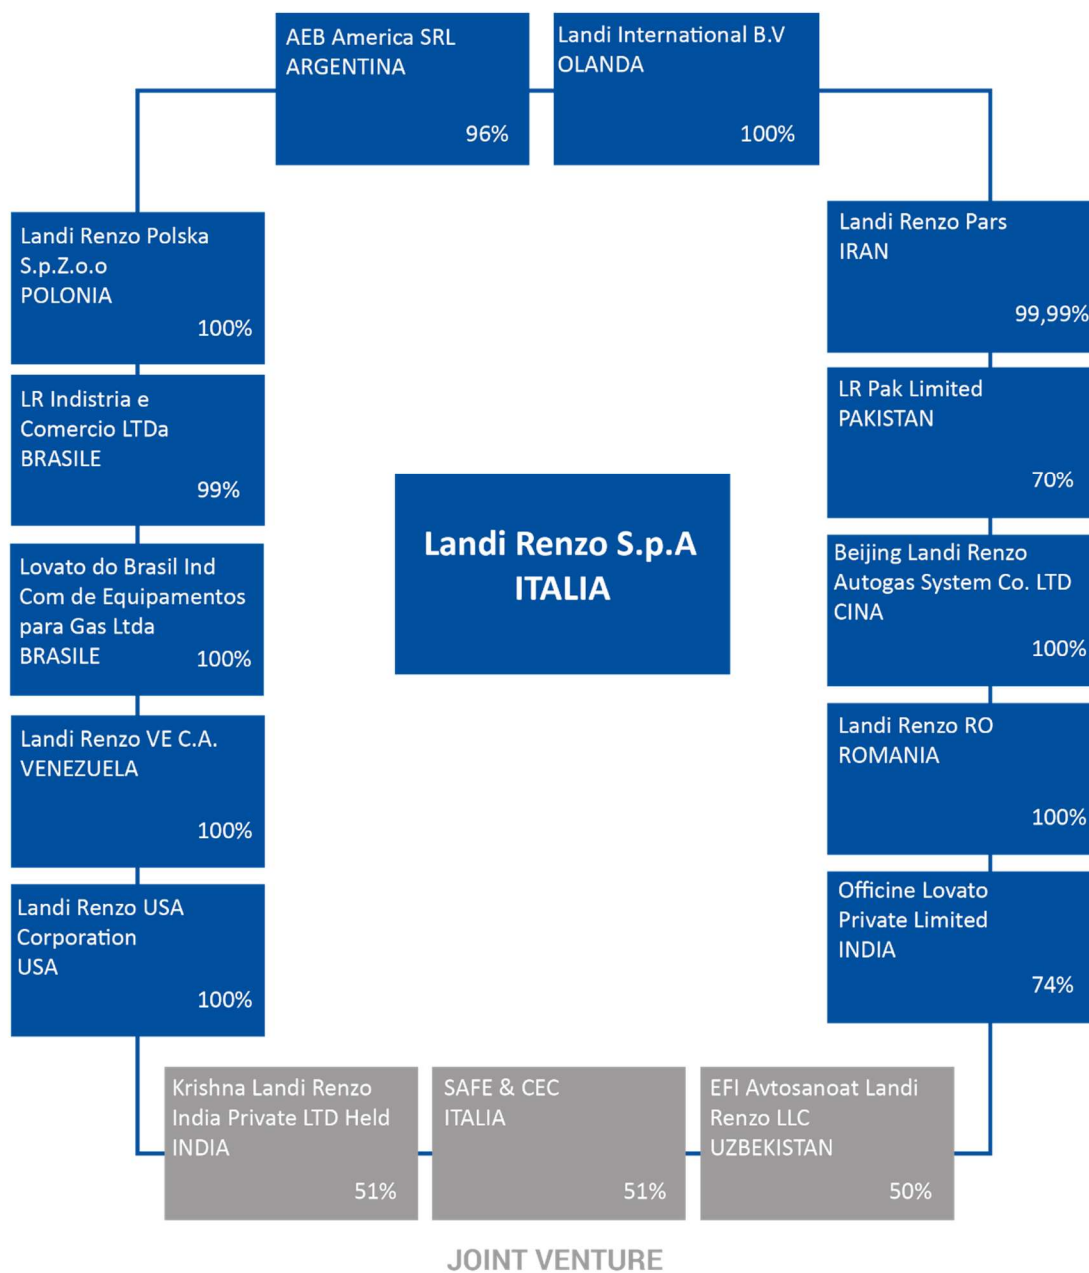 AEB America SRL
ARGENTINA
96%
Landi International B.V
OLANDA
100%
Landi Renzo Polska
S.p.Z.o.o
POLONIA
100%
LR Indistria e
Comercio LTDa
BRASILE
99%
Lovato do Brasil Ind
Com de Equipamentos
para Gas Ltda
BRASILE
100%
Landi Renzo VE C.A.
VENEZUELA
100%
Landi Renzo USA
Corporation
USA
100%
Landi Renzo S.p.A
ITALIA
Landi Renzo Pars
IRAN
99,99%
LR Pak Limited
PAKISTAN
70%
Beijing Landi Renzo
Autogas System Co. LTD
CINA
100%
Landi Renzo RO
ROMANIA
100%
Officine Lovato
Private Limited
INDIA
74%
Krishna Landi Renzo
India Private LTD Held
INDIA
51%
SAFE & CEC
ITALIA
51%
EFI Avtosanoat Landi
Renzo LLC
UZBEKISTAN
50%
JOINT VENTURE